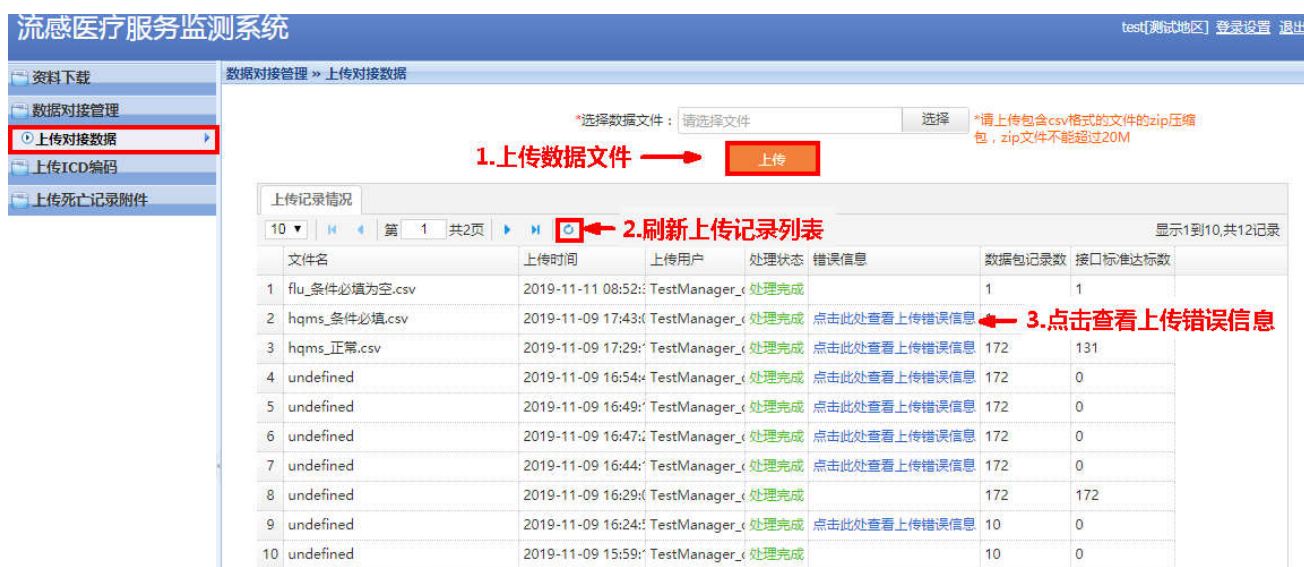 流感医疗服务监测系统
test[测试地区] 登录设置 退出
资料下载
数据对接管理
上传对接数据
上传ICD编码
上传死亡记录附件
数据对接管理 » 上传对接数据
*选择数据文件： 请选择文件 选择 *请上传包含csv格式的文件的zip压缩
包，zip文件不能超过20M
1.上传数据文件 上传
上传记录情况
10 第 1 共2页 2.刷新上传记录列表 显示1到10,共12记录
文件名 上传时间 上传用户 处理状态 错误信息 数据包记录数 接口标准达标数
1 flu_条件必填为空.csv 2019-11-11 08:52: TestManager_ 处理完成 1 1
2 hqms_条件必填.csv 2019-11-09 17:43: TestManager_ 处理完成 点击此处查看上传错误信息 3.点击查看上传错误信息
3 hqms_正常.csv 2019-11-09 17:29: TestManager_ 处理完成 点击此处查看上传错误信息 172 131
4 undefined 2019-11-09 16:54: TestManager_ 处理完成 点击此处查看上传错误信息 172 0
5 undefined 2019-11-09 16:49: TestManager_ 处理完成 点击此处查看上传错误信息 172 0
6 undefined 2019-11-09 16:47: TestManager_ 处理完成 点击此处查看上传错误信息 172 0
7 undefined 2019-11-09 16:44: TestManager_ 处理完成 点击此处查看上传错误信息 172 0
8 undefined 2019-11-09 16:29: TestManager_ 处理完成 172 172
9 undefined 2019-11-09 16:24: TestManager_ 处理完成 点击此处查看上传错误信息 10 0
10 undefined 2019-11-09 15:59: TestManager_ 处理完成 10 0